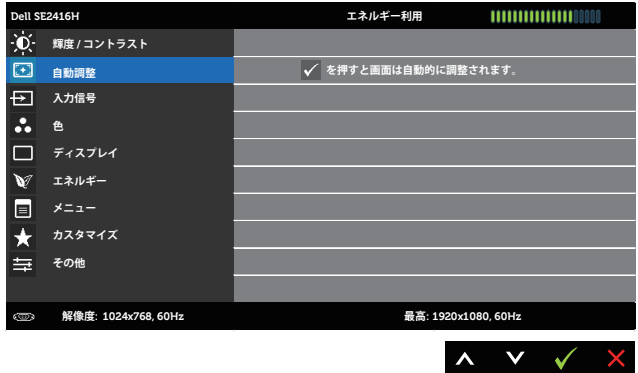 Dell SE2416H エネルギー利用
輝度 / コントラスト
自動調整 を押すと画面は自動的に調整されます。
入力信号
色
ディスプレイ
エネルギー
メニュー
カスタマイズ
その他
解像度: 1024x768, 60Hz 最高: 1920x1080, 60Hz